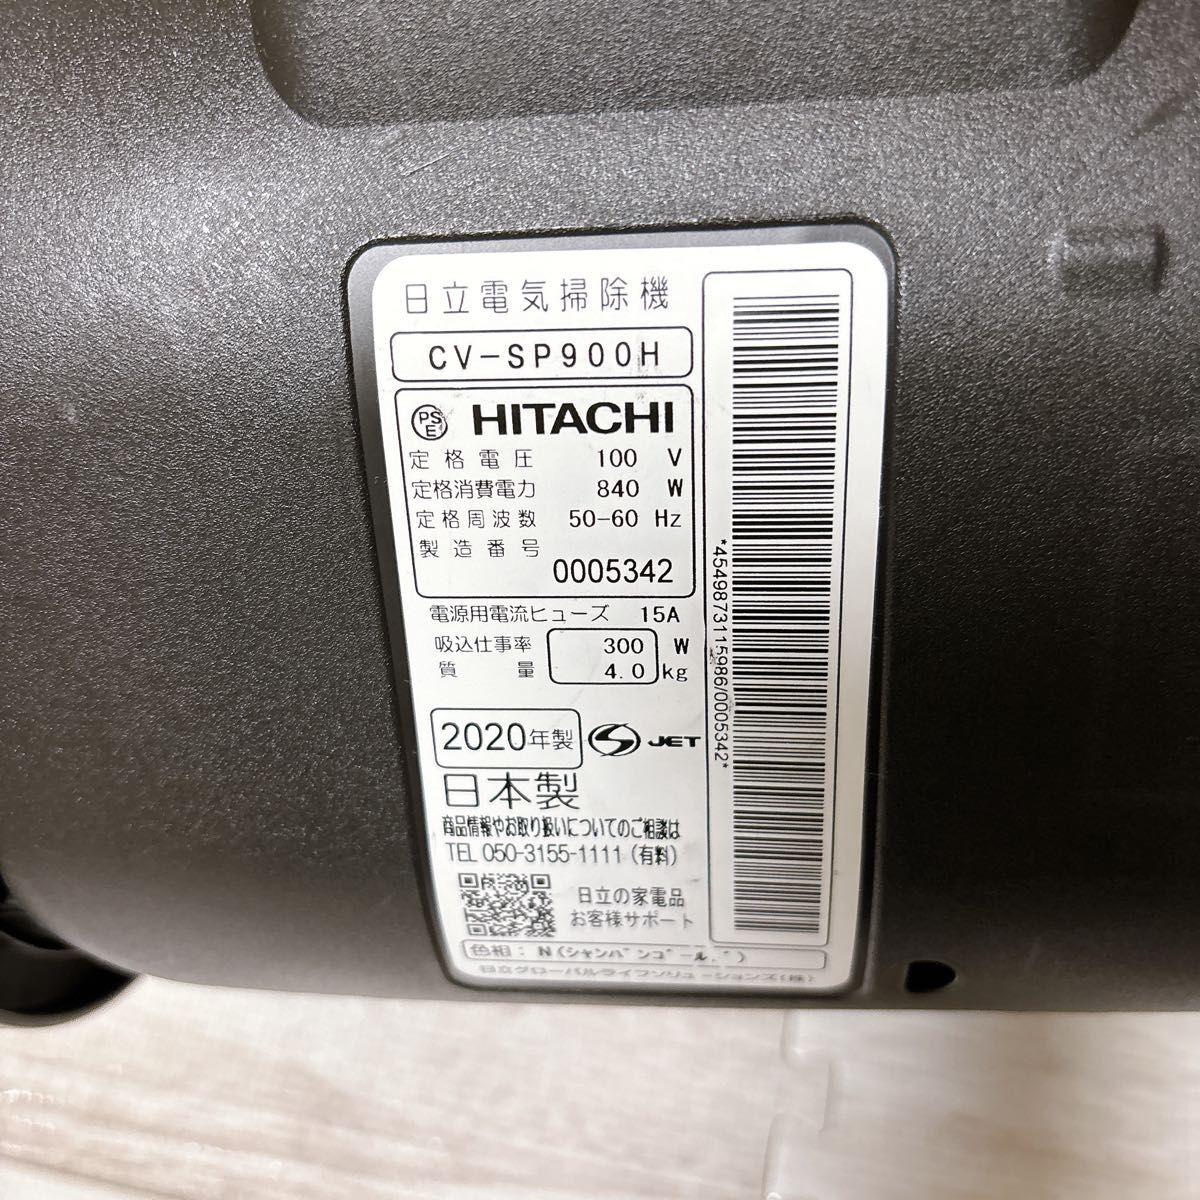 日立電気掃除機
CV-SP900H
PS
E
HITACHI
定格電圧 100 V
定格消費電力 840 W
定格周波数 50-60 Hz
製造番号
0005342
電源用電流ヒューズ 15A
吸込仕事率 300 W
質量 4.0 kg
2020年製
JET
日本製
商品情報やお取り扱いについてのご相談は
TEL 050-3155-1111（有料）
日立の家電品
お客様サポート
色相：N（シャンパンゴールド）
日立グローバルライフソリューションズ（株）
*4549873115986/0005342*